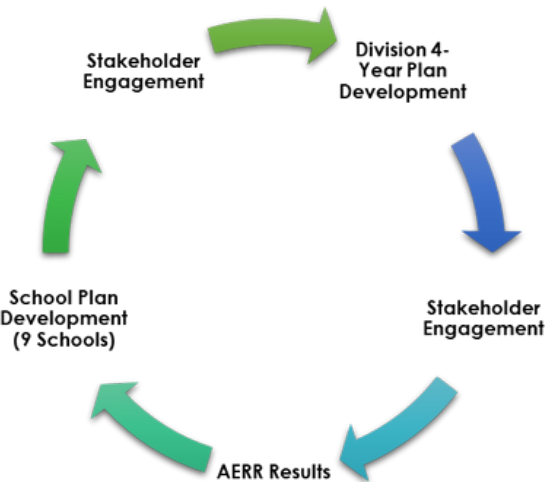 Stakeholder
Engagement
Division 4-
Year Plan
Development
Stakeholder
Engagement
AERR Results
School Plan
Development
(9 Schools)